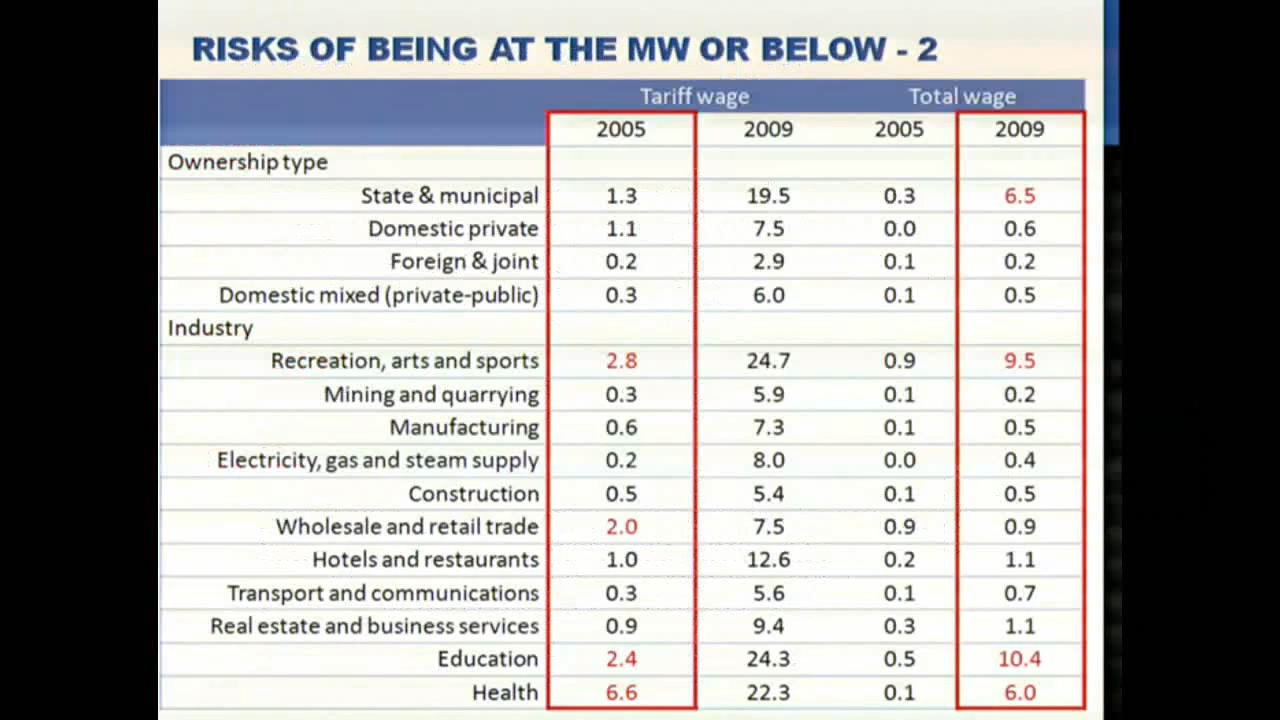 RISKS OF BEING AT THE MW OR BELOW - 2
Tariff wage Total wage
2005 2009 2005 2009
Ownership type
State & municipal 1.3 19.5 0.3 6.5
Domestic private 1.1 7.5 0.0 0.6
Foreign & joint 0.2 2.9 0.1 0.2
Domestic mixed (private-public) 0.3 6.0 0.1 0.5
Industry
Recreation, arts and sports 2.8 24.7 0.9 9.5
Mining and quarrying 0.3 5.9 0.1 0.2
Manufacturing 0.6 7.3 0.1 0.5
Electricity, gas and steam supply 0.2 8.0 0.0 0.4
Construction 0.5 5.4 0.1 0.5
Wholesale and retail trade 2.0 7.5 0.9 0.9
Hotels and restaurants 1.0 12.6 0.2 1.1
Transport and communications 0.3 5.6 0.1 0.7
Real estate and business services 0.9 9.4 0.3 1.1
Education 2.4 24.3 0.5 10.4
Health 6.6 22.3 0.1 6.0